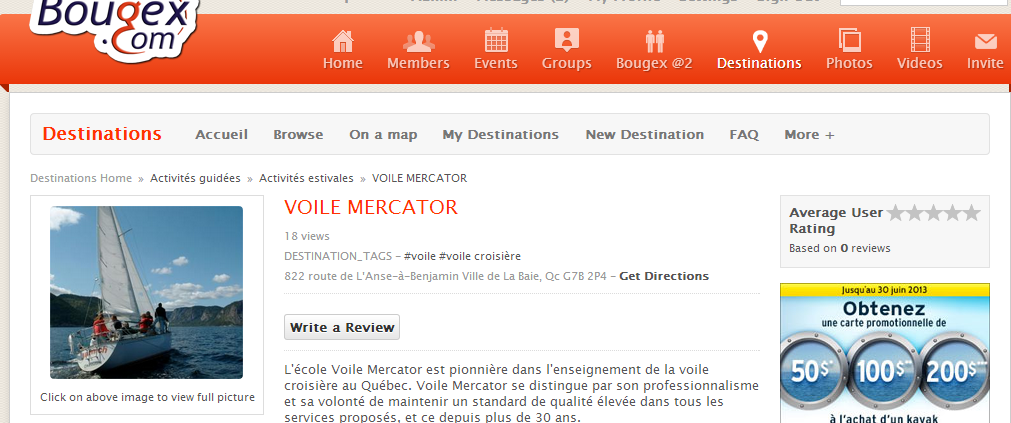 Bougex
.Com
Home Members Events Groups Bougex @2 Destinations Photos Videos Invite
Destinations Accueil Browse On a map My Destinations New Destination FAQ More +
Destinations Home » Activités guidées » Activités estivales » VOILE MERCATOR
VOILE MERCATOR
18 views
DESTINATION_TAGS - #voile #voile croisière
822 route de L'Anse-à-Benjamin Ville de La Baie, Qc G7B 2P4 - Get Directions
Write a Review
L'école Voile Mercator est pionnière dans l'enseignement de la voile
croisière au Québec. Voile Mercator se distingue par son professionnalisme
et sa volonté de maintenir un standard de qualité élevée dans tous les
services proposés, et ce depuis plus de 30 ans.
Click on above image to view full picture
Average User
Rating
Based on 0 reviews
Jusqu'au 30 juin 2013
Obtenez
une carte promotionnelle de
50$ 100$ 200$
à l'achat d'un kayak